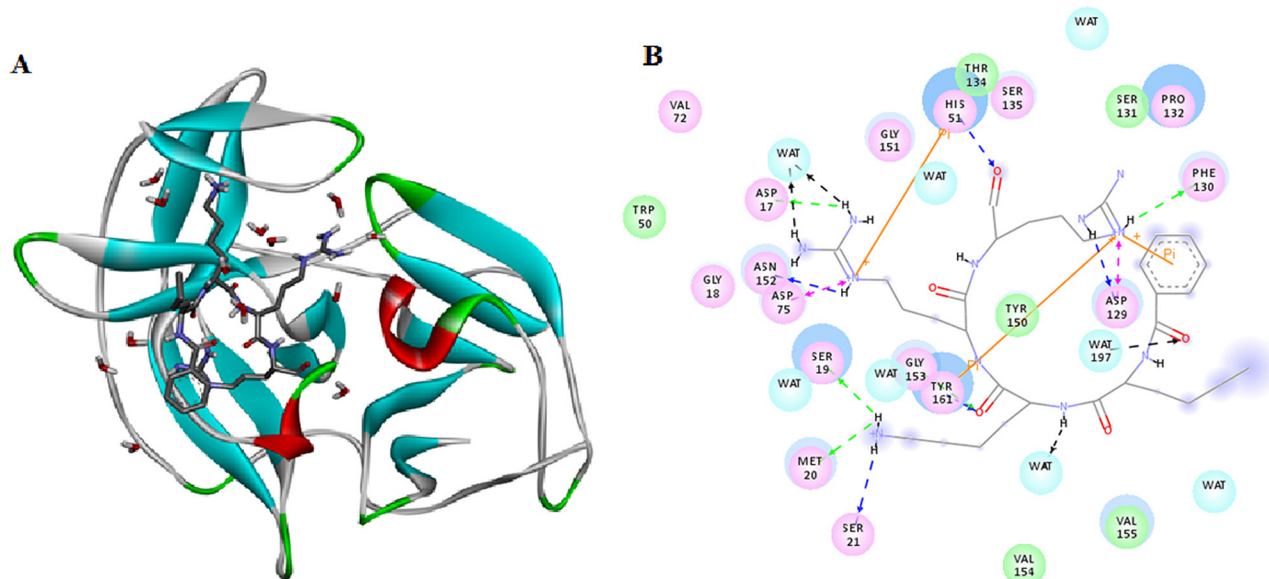 A
B
WAT
THR
134
VAL
72
HIS
51
SER
135
SER
131
PRO
132
Pi
GLY
151
WAT
WAT
PHE
130
ASP
17
H
H
H
N
TRP
50
H
N
N
H
+
Pi
H
N
H
N
+
ASN
152
N
H
N
H
GLY
18
ASP
75
O
O
TYR
150
ASP
129
WAT
197
O
SER
19
GLY
153
WAT
Pi
N
N
H
WAT
TYR
161
O
H
N
H
N
H
O
MET
20
WAT
WAT
SER
21
VAL
155
VAL
154